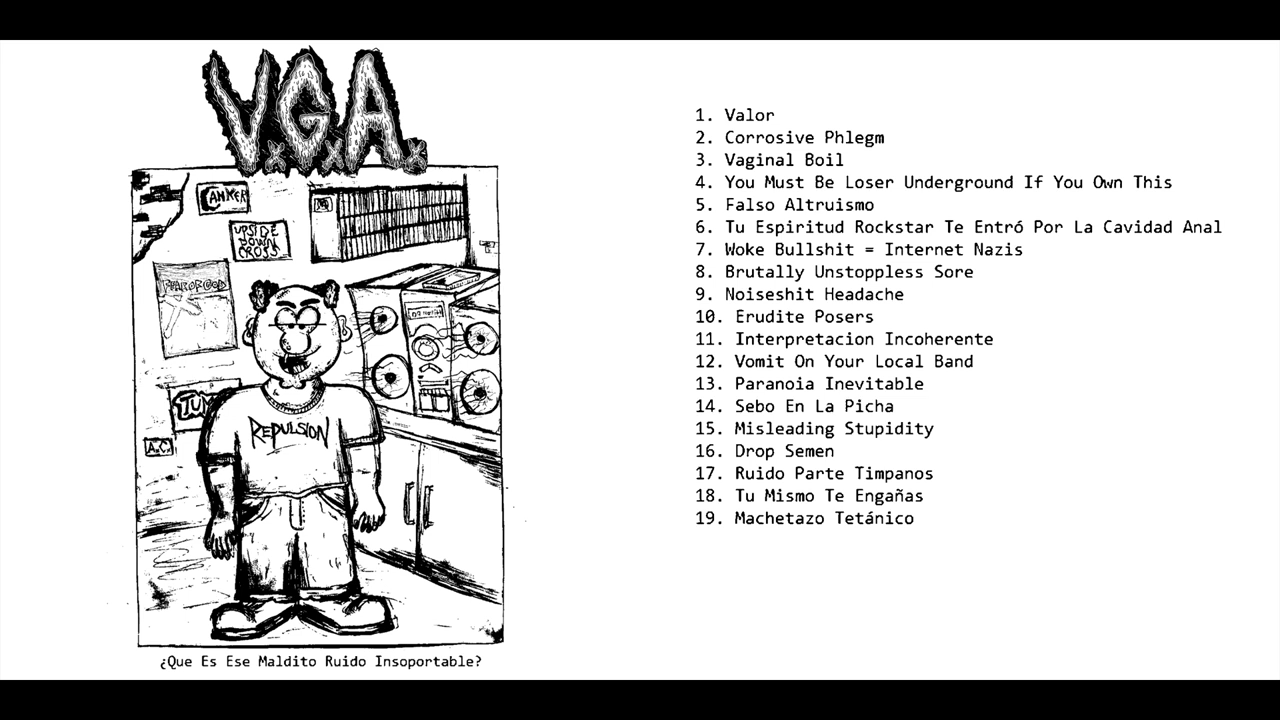 V.G.A.
CANKER
UPSIDE
DOWN
CROSS
FEAR OF GOD
A.C.
REPULSION
¿Que Es Ese Maldito Ruido Insoportable?
1. Valor
2. Corrosive Phlegm
3. Vaginal Boil
4. You Must Be Loser Underground If You Own This
5. Falso Altruismo
6. Tu Espiritud Rockstar Te Entró Por La Cavidad Anal
7. Woke Bullshit = Internet Nazis
8. Brutally Unstoppless Sore
9. Noiseshit Headache
10. Erudite Posers
11. Interpretacion Incoherente
12. Vomit On Your Local Band
13. Paranoia Inevitable
14. Sebo En La Picha
15. Misleading Stupidity
16. Drop Semen
17. Ruido Parte Timpanos
18. Tu Mismo Te Engañas
19. Machetazo Tetánico